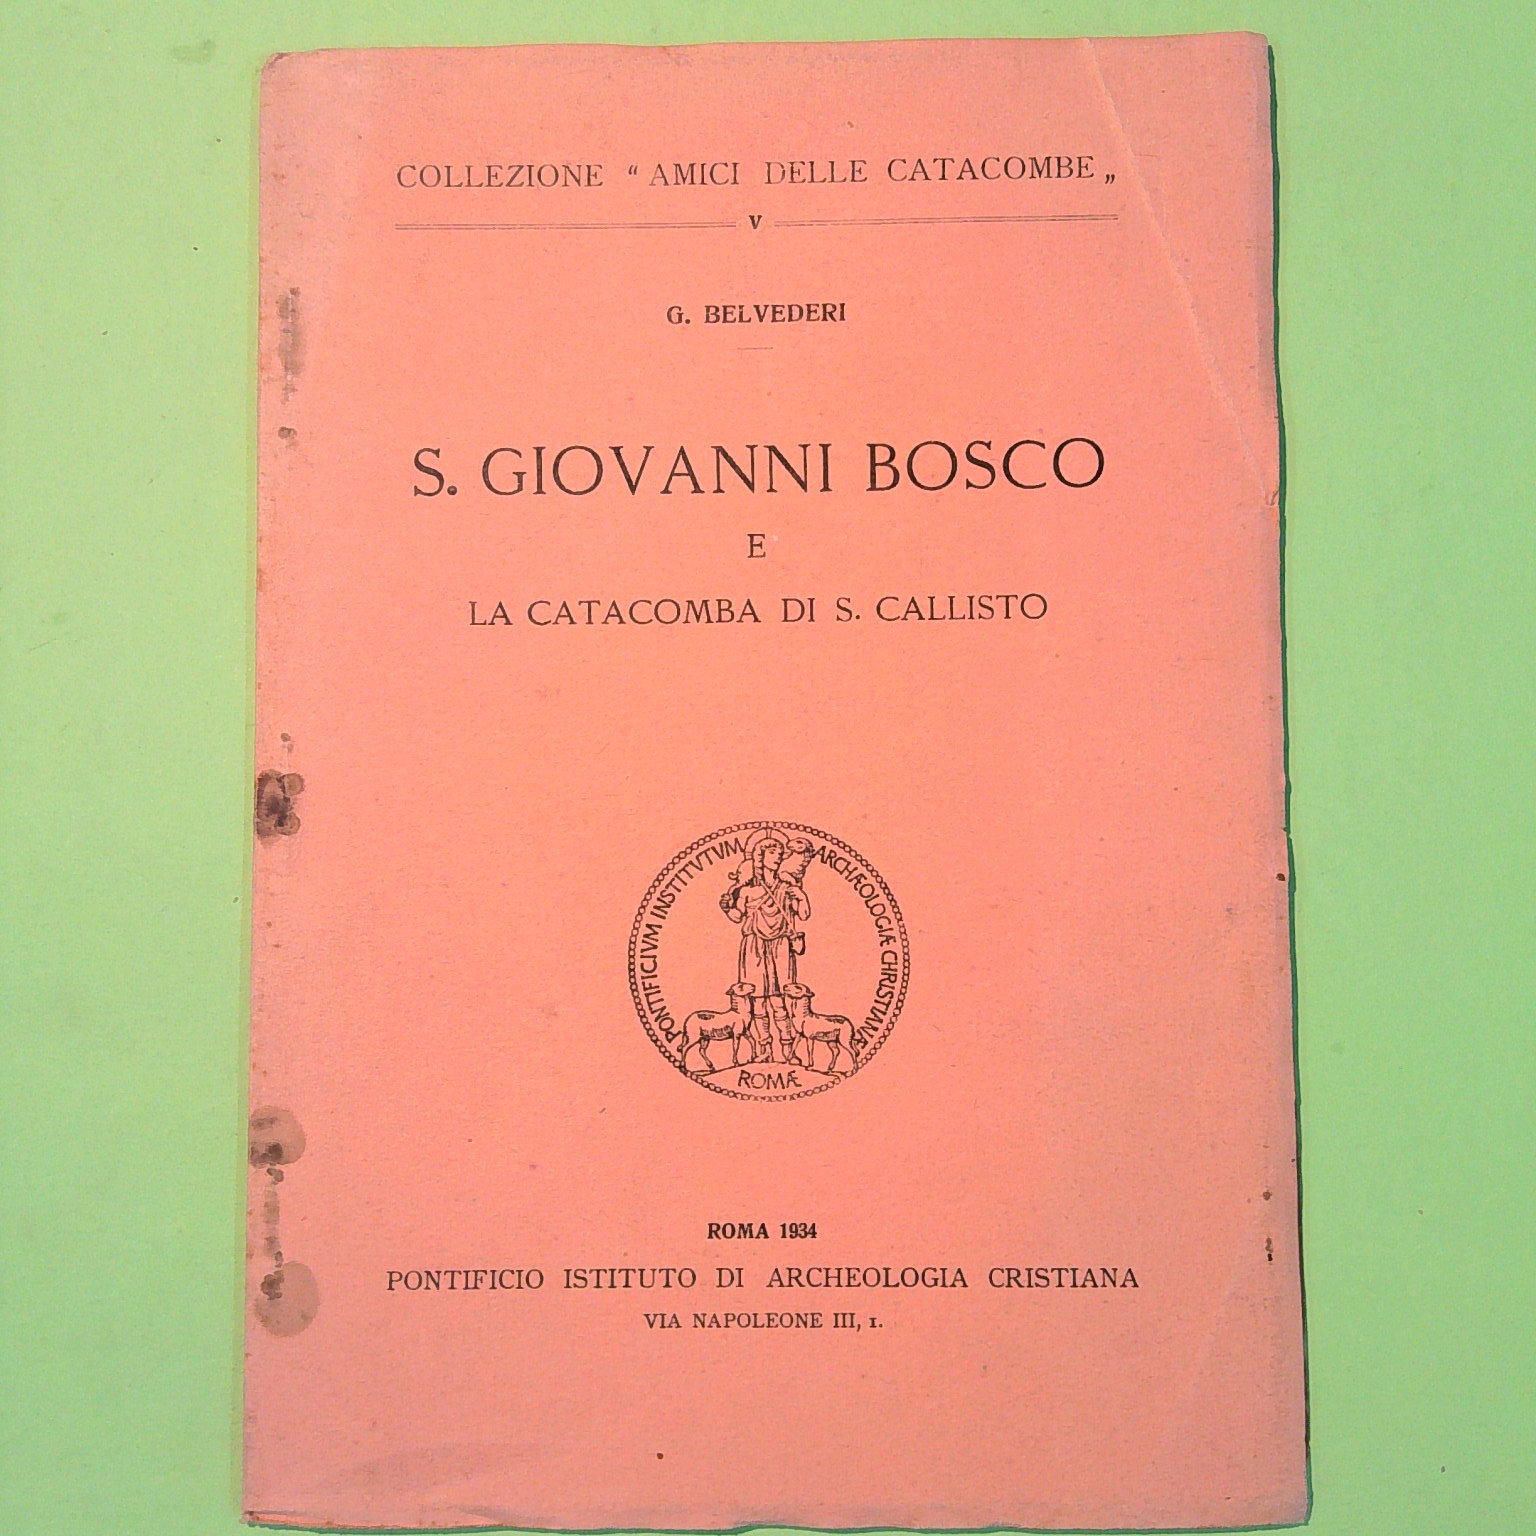 COLLEZIONE “ AMICI DELLE CATACOMBE „
V
G. BELVEDERI
S. GIOVANNI BOSCO
E
LA CATACOMBA DI S. CALLISTO
PONTIFICIVM INSTITVTVM ARCHÆOLOGIÆ CHRISTIANÆ
ROMÆ
ROMA 1934
PONTIFICIO ISTITUTO DI ARCHEOLOGIA CRISTIANA
VIA NAPOLEONE III, 1.